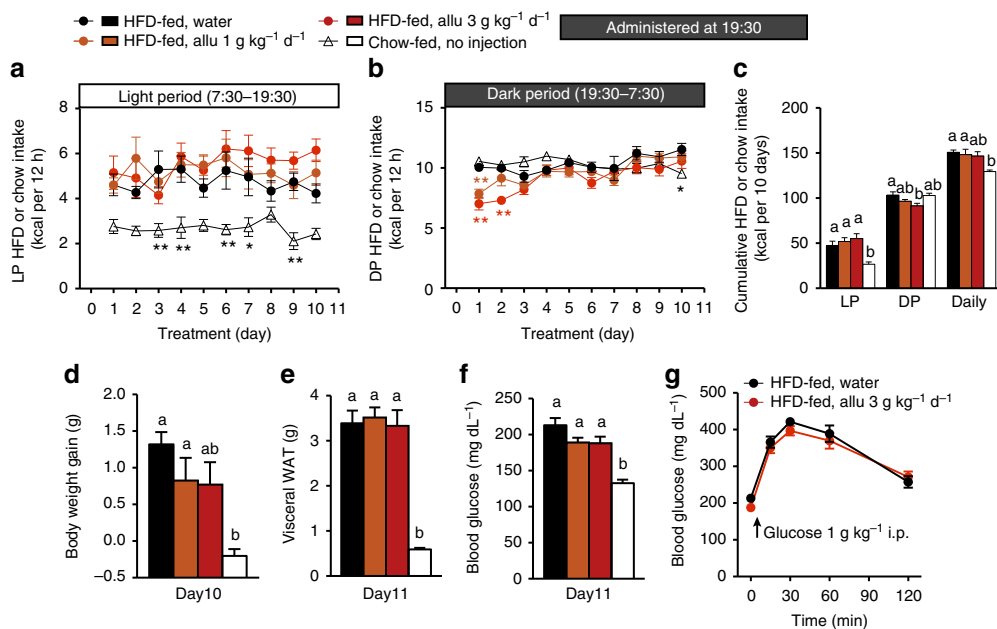 HFD-fed, water
HFD-fed, allu 3 g kg⁻¹ d⁻¹
HFD-fed, allu 1 g kg⁻¹ d⁻¹
Chow-fed, no injection
Administered at 19:30
a
Light period (7:30–19:30)
LP HFD or chow intake
(kcal per 12 h)
8
6
4
2
0
** ** ** * **
0 1 2 3 4 5 6 7 8 9 10 11
Treatment (day)
b
Dark period (19:30–7:30)
DP HFD or chow intake
(kcal per 12 h)
15
10
5
0
**
** **
*
0 1 2 3 4 5 6 7 8 9 10 11
Treatment (day)
c
Cumulative HFD or chow intake
(kcal per 10 days)
200
150
100
50
0
a a a b
a ab b ab
a a ab b
LP DP Daily
d
Body weight gain (g)
2.0
1.5
1.0
0.5
0.0
−0.5
a a ab b
Day10
e
Visceral WAT (g)
4
3
2
1
0
a a a b
Day11
f
Blood glucose (mg dL⁻¹)
250
200
150
100
50
0
a a a b
Day11
g
HFD-fed, water
HFD-fed, allu 3 g kg⁻¹ d⁻¹
Blood glucose (mg dL⁻¹)
400
300
200
100
0
Glucose 1 g kg⁻¹ i.p.
0 30 60 90 120
Time (min)